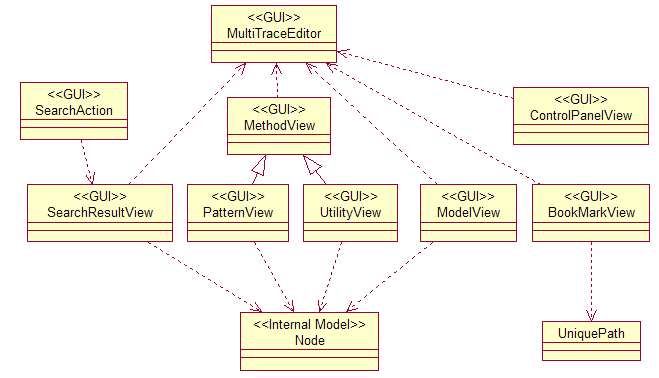 <<GUI>>
MultiTraceEditor
<<GUI>>
SearchAction
<<GUI>>
MethodView
<<GUI>>
ControlPanelView
<<GUI>>
SearchResultView
<<GUI>>
PatternView
<<GUI>>
UtilityView
<<GUI>>
ModelView
<<GUI>>
BookMarkView
<<Internal Model>>
Node
UniquePath